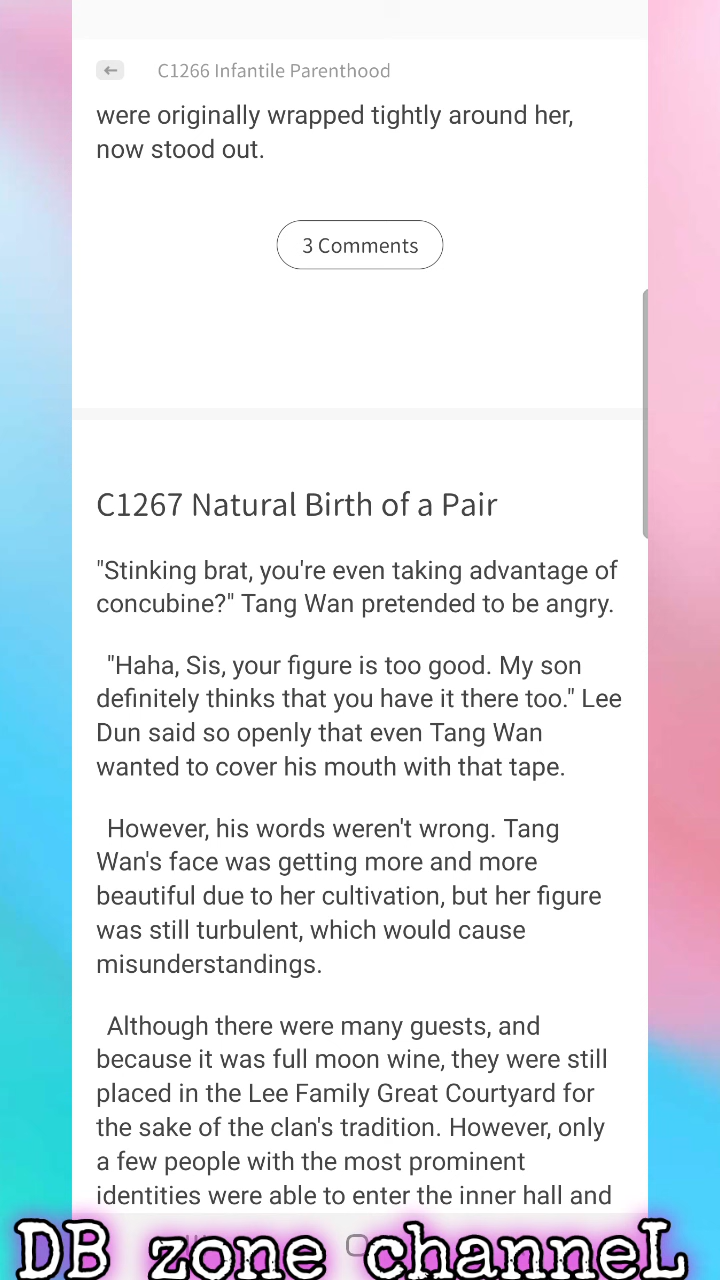 C1266 Infantile Parenthood
were originally wrapped tightly around her,
now stood out.
3 Comments
C1267 Natural Birth of a Pair
"Stinking brat, you're even taking advantage of
concubine?" Tang Wan pretended to be angry.
"Haha, Sis, your figure is too good. My son
definitely thinks that you have it there too." Lee
Dun said so openly that even Tang Wan
wanted to cover his mouth with that tape.
However, his words weren't wrong. Tang
Wan's face was getting more and more
beautiful due to her cultivation, but her figure
was still turbulent, which would cause
misunderstandings.
Although there were many guests, and
because it was full moon wine, they were still
placed in the Lee Family Great Courtyard for
the sake of the clan's tradition. However, only
a few people with the most prominent
identities were able to enter the inner hall and
DB zone channeL